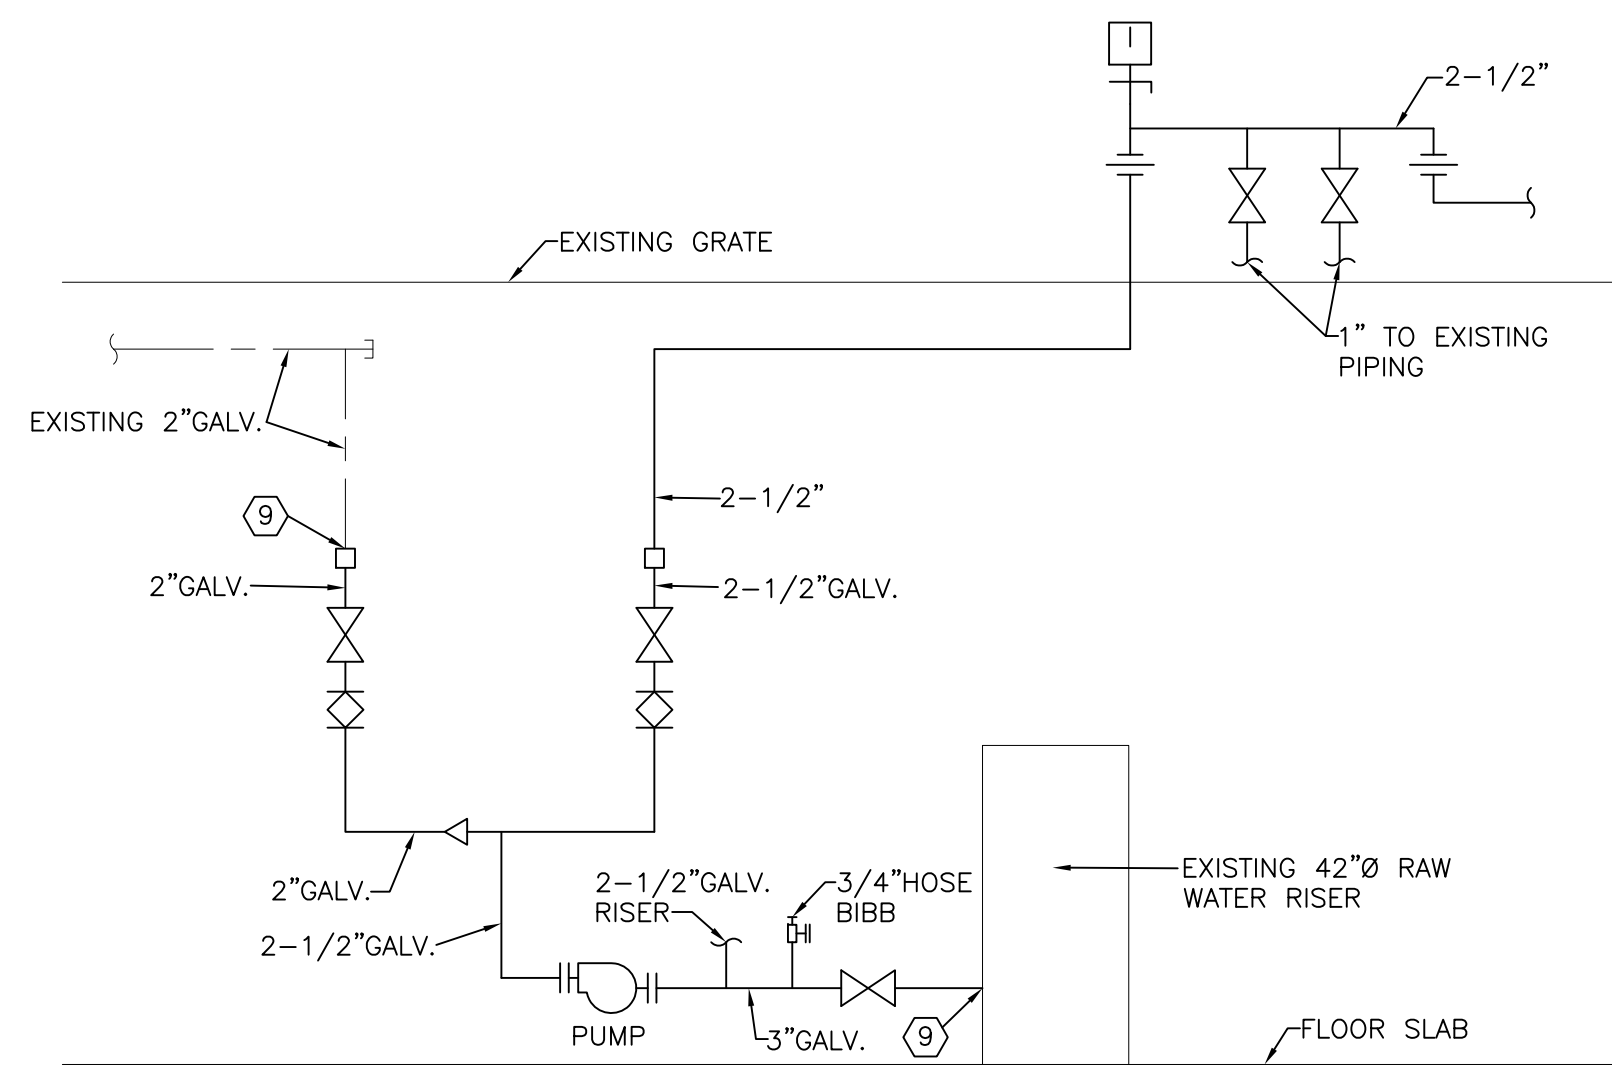 2-1/2”
EXISTING GRATE
1” TO EXISTING
PIPING
EXISTING 2”GALV.
2-1/2”
9
2”GALV.
2-1/2”GALV.
2”GALV.
2-1/2”GALV.
2-1/2”GALV.
RISER
3/4”HOSE
BIBB
EXISTING 42”Ø RAW
WATER RISER
PUMP
3”GALV.
9
FLOOR SLAB